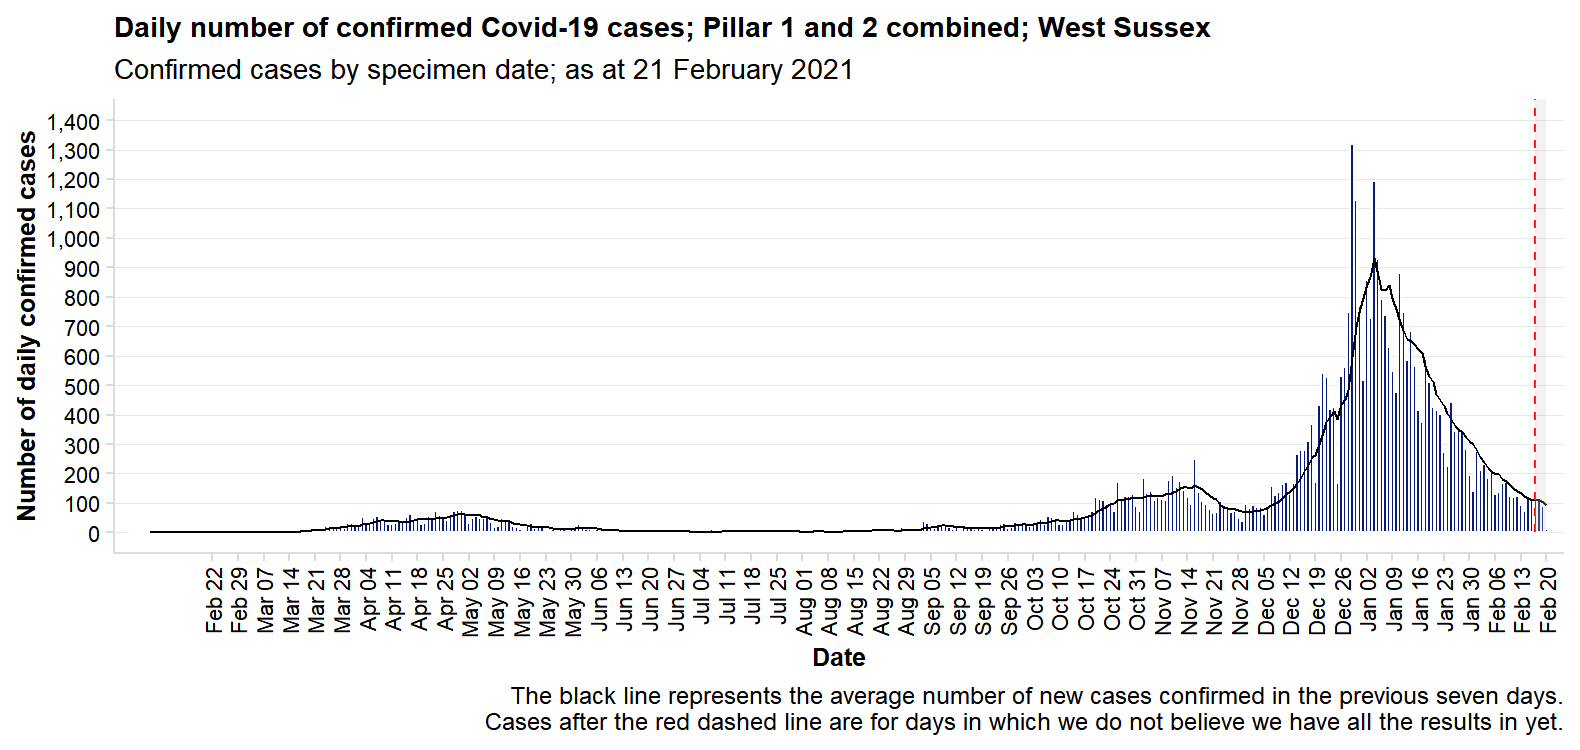 Daily number of confirmed Covid-19 cases; Pillar 1 and 2 combined; West Sussex
Confirmed cases by specimen date; as at 21 February 2021
Number of daily confirmed cases
1,400
1,300
1,200
1,100
1,000
900
800
700
600
500
400
300
200
100
0
Feb 22
Feb 29
Mar 07
Mar 14
Mar 21
Mar 28
Apr 04
Apr 11
Apr 18
Apr 25
May 02
May 09
May 16
May 23
May 30
Jun 06
Jun 13
Jun 20
Jun 27
Jul 04
Jul 11
Jul 18
Jul 25
Aug 01
Aug 08
Aug 15
Aug 22
Aug 29
Sep 05
Sep 12
Sep 19
Sep 26
Oct 03
Oct 10
Oct 17
Oct 24
Oct 31
Nov 07
Nov 14
Nov 21
Nov 28
Dec 05
Dec 12
Dec 19
Dec 26
Jan 02
Jan 09
Jan 16
Jan 23
Jan 30
Feb 06
Feb 13
Feb 20
Date
The black line represents the average number of new cases confirmed in the previous seven days.
Cases after the red dashed line are for days in which we do not believe we have all the results in yet.